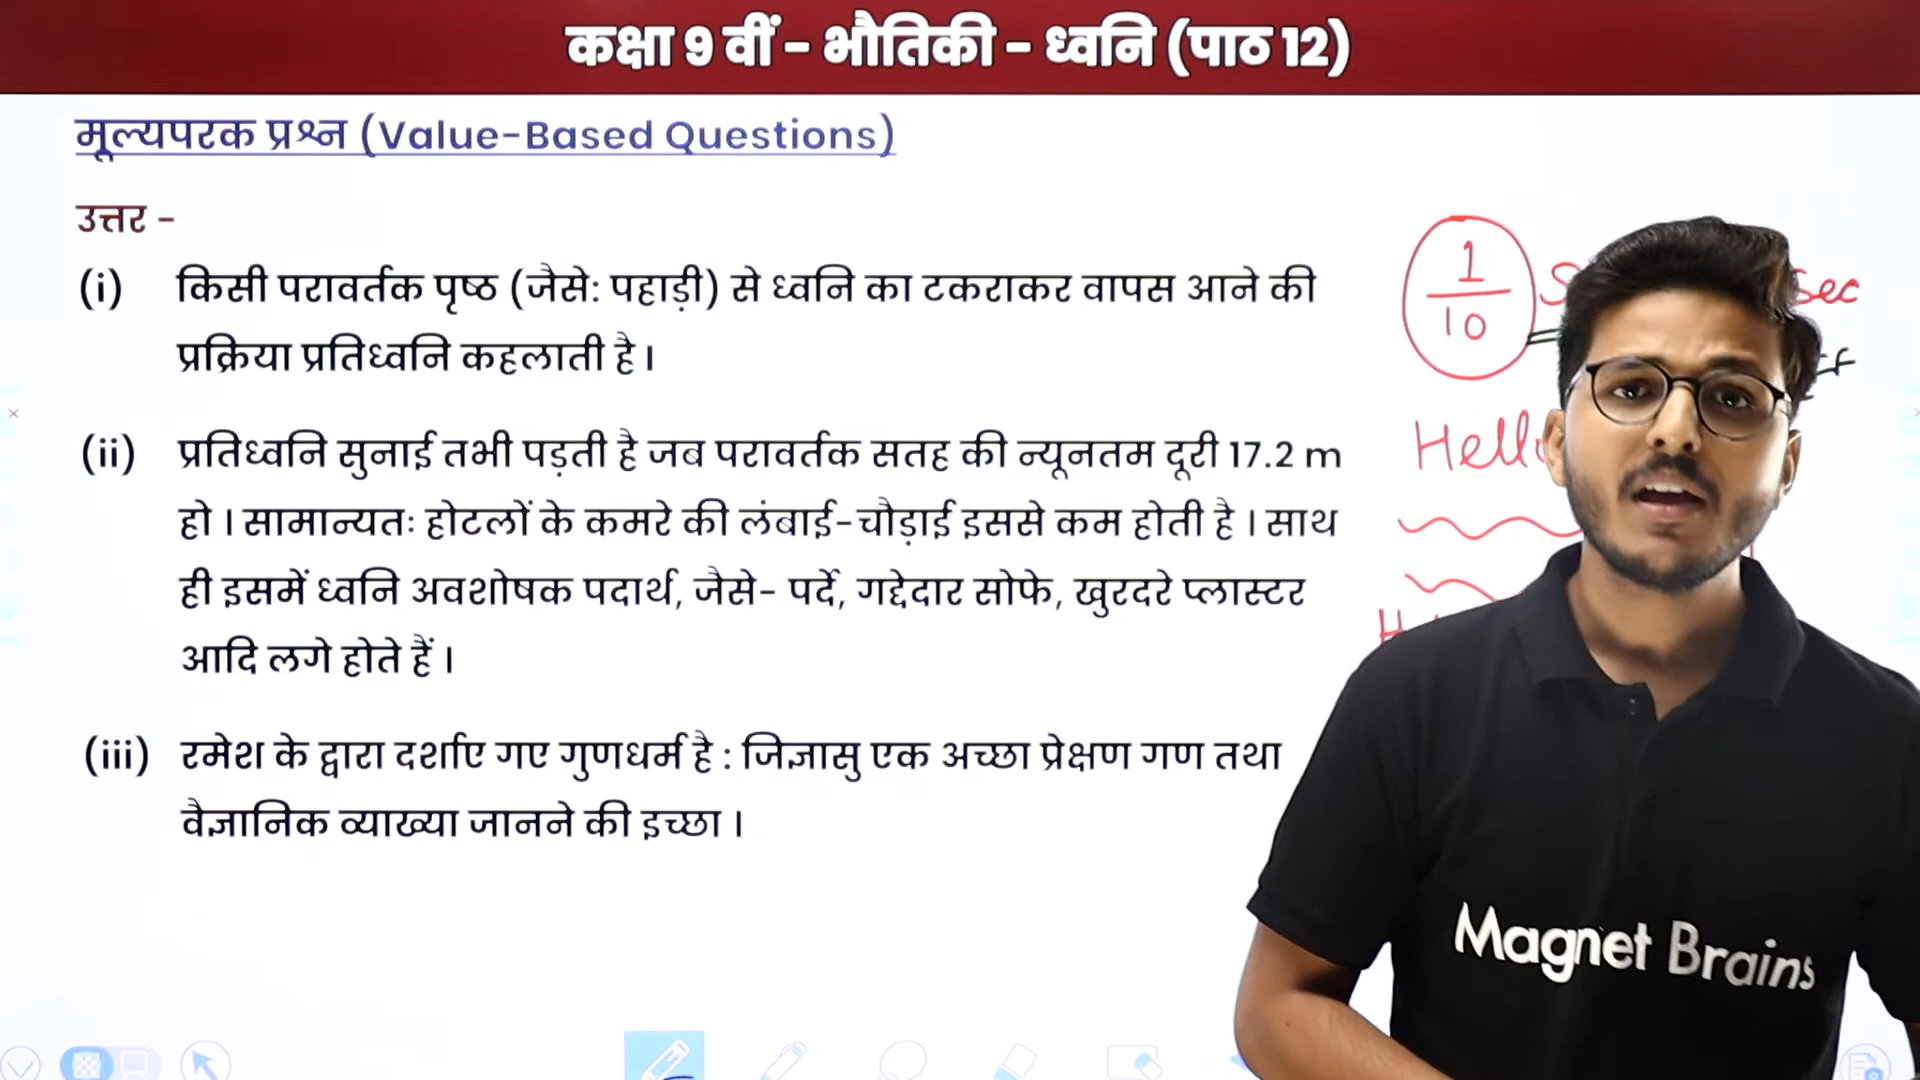 कक्षा 9 वीं - भौतिकी - ध्वनि (पाठ 12)
मूल्यपरक प्रश्न (Value-Based Questions)
उत्तर -
(i) किसी परावर्तक पृष्ठ (जैसे: पहाड़ी) से ध्वनि का टकराकर वापस आने की
प्रक्रिया प्रतिध्वनि कहलाती है ।
(ii) प्रतिध्वनि सुनाई तभी पड़ती है जब परावर्तक सतह की न्यूनतम दूरी 17.2 m
हो । सामान्यतः होटलों के कमरे की लंबाई-चौड़ाई इससे कम होती है । साथ
ही इसमें ध्वनि अवशोषक पदार्थ, जैसे- पर्दे, गद्देदार सोफे, खुरदरे प्लास्टर
आदि लगे होते हैं ।
(iii) रमेश के द्वारा दर्शाए गए गुणधर्म है : जिज्ञासु एक अच्छा प्रेक्षण गण तथा
वैज्ञानिक व्याख्या जानने की इच्छा ।
1
10
sec
Magnet Brains